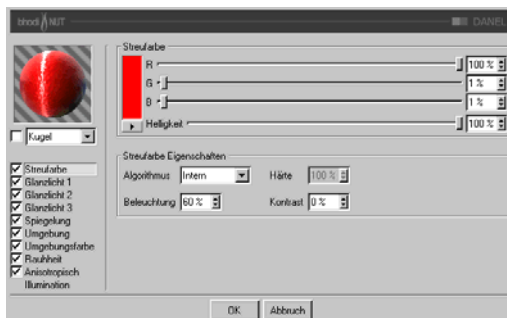 bhodi NUT
DANEL
Streufarbe
R 100 %
G 1 %
B 1 %
Helligkeit 100 %
Kugel
Streufarbe
Glanzlicht 1
Glanzlicht 2
Glanzlicht 3
Spiegelung
Umgebung
Umgebungsfarbe
Rauhheit
Anisotropisch
Illumination
Streufarbe Eigenschaften
Algorithmus Intern Härte 100 %
Beleuchtung 60 % Kontrast 0 %
OK Abbruch